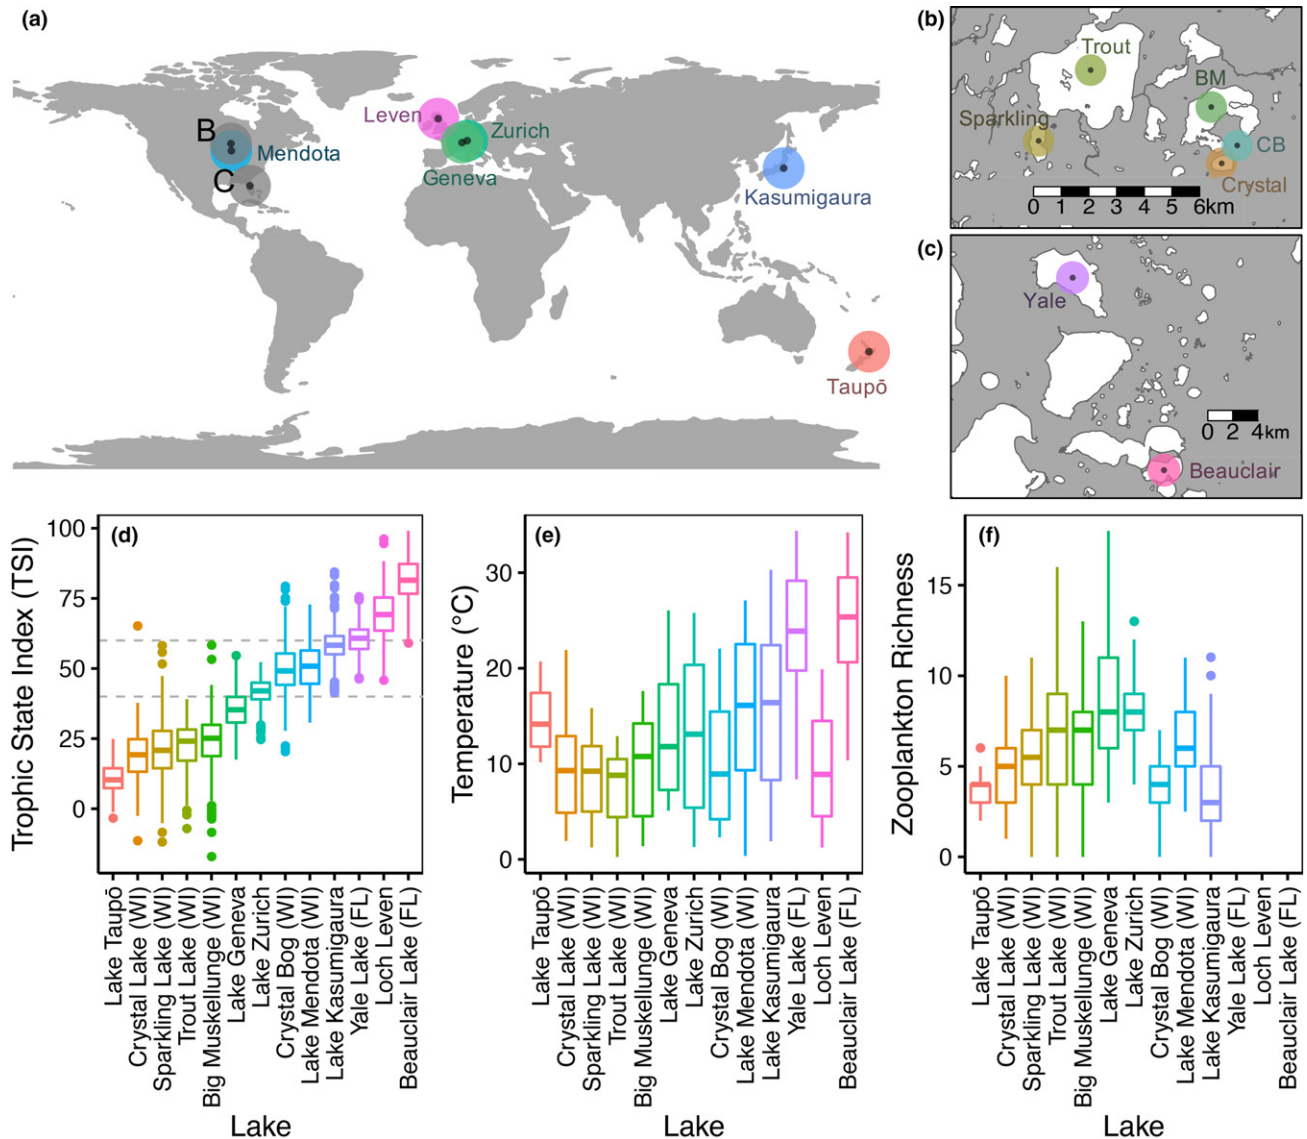 (a)
Leven
Zurich
B
Mendota
Geneva
C
Kasumigaura
Taupō
(b)
Trout
BM
Sparkling
CB
Crystal
0 1 2 3 4 5 6km
(c)
Yale
0 2 4km
Beauclair
(d)
Trophic State Index (TSI)
100
75
50
25
0
Lake Taupō
Crystal Lake (WI)
Sparkling Lake (WI)
Trout Lake (WI)
Big Muskellunge (WI)
Lake Geneva
Lake Zurich
Crystal Bog (WI)
Lake Mendota (WI)
Lake Kasumigaura
Yale Lake (FL)
Loch Leven
Beauclair Lake (FL)
Lake
(e)
Temperature (°C)
30
20
10
0
Lake Taupō
Crystal Lake (WI)
Sparkling Lake (WI)
Trout Lake (WI)
Big Muskellunge (WI)
Lake Geneva
Lake Zurich
Crystal Bog (WI)
Lake Mendota (WI)
Lake Kasumigaura
Yale Lake (FL)
Loch Leven
Beauclair Lake (FL)
Lake
(f)
Zooplankton Richness
15
10
5
0
Lake Taupō
Crystal Lake (WI)
Sparkling Lake (WI)
Trout Lake (WI)
Big Muskellunge (WI)
Lake Geneva
Lake Zurich
Crystal Bog (WI)
Lake Mendota (WI)
Lake Kasumigaura
Yale Lake (FL)
Loch Leven
Beauclair Lake (FL)
Lake